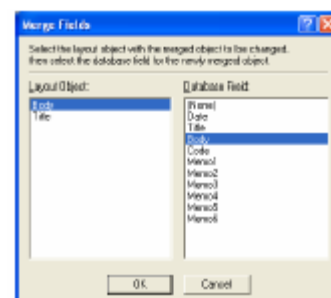 Merge Fields
Select the layout object with the merged object to be changed,
then select the database field for the newly merged object.
Layout Object:
Body
Title
Database Field:
(Name)
Date
Title
Body
Code
Memo1
Memo2
Memo3
Memo4
Memo5
Memo6
OK
Cancel